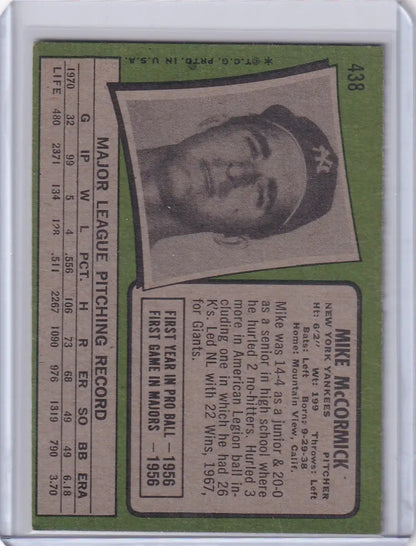 438
✱©T.C.G. PRTD. IN U.S.A.
NY
MIKE McCORMICK
NEW YORK YANKEES PITCHER
Ht: 6'2" Wt: 199 Throws: Left
Bats: Left Born: 9-29-38
Home: Mountain View, Calif.
Mike was 14-4 as a junior & 20-0
as a senior in high school where
he hurled 2 no-hitters. Hurled 3
more in American Legion ball in-
cluding one in which he had 26
K's. Led NL with 22 Wins, 1967,
for Giants.
FIRST YEAR IN PRO BALL — 1956
FIRST GAME IN MAJORS — 1956
MAJOR LEAGUE PITCHING RECORD
G IP W L PCT. H R ER SO BB ERA
1970 32 99 5 4 .556 106 73 68 49 49 6.18
LIFE 480 2371 134 128 .511 2267 1090 976 1319 790 3.70